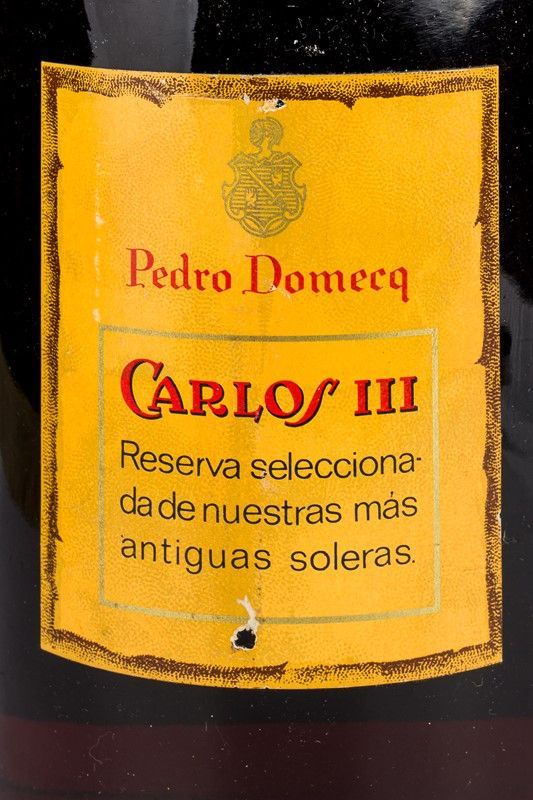 Pedro Domecq
CARLOS III
Reserva selecciona-
da de nuestras más
antiguas soleras.